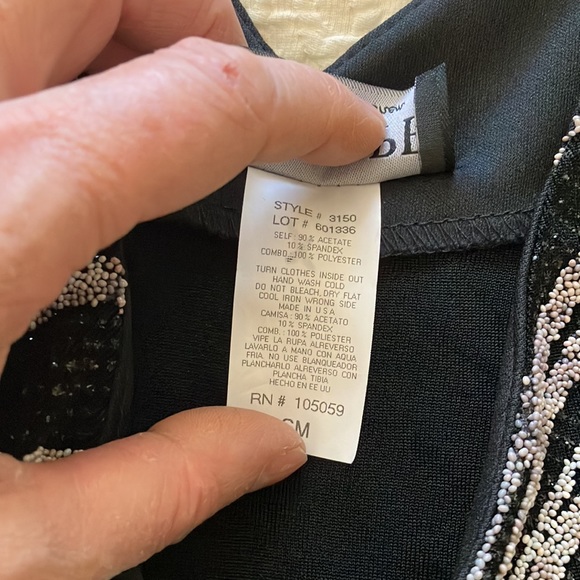 STYLE # 3150
LOT # 601336
SELF: 90% ACETATE
10% SPANDEX
COMBO: 100% POLYESTER
TURN CLOTHES INSIDE OUT
HAND WASH COLD
DO NOT BLEACH, DRY FLAT
COOL IRON WRONG SIDE
MADE IN U.S.A
CAMISA: 90% ACETATO
10% SPANDEX
COMB.: 100% POLIESTER
VIPE LA RUPA ALREVERSO
LAVARLO A MANO CON AQUA
FRIA. NO USE BLANQUEADOR
PLANCHARLO ALREVERSO CON
PLANCHA TIBIA
HECHO EN EE UU
RN # 105059
SM